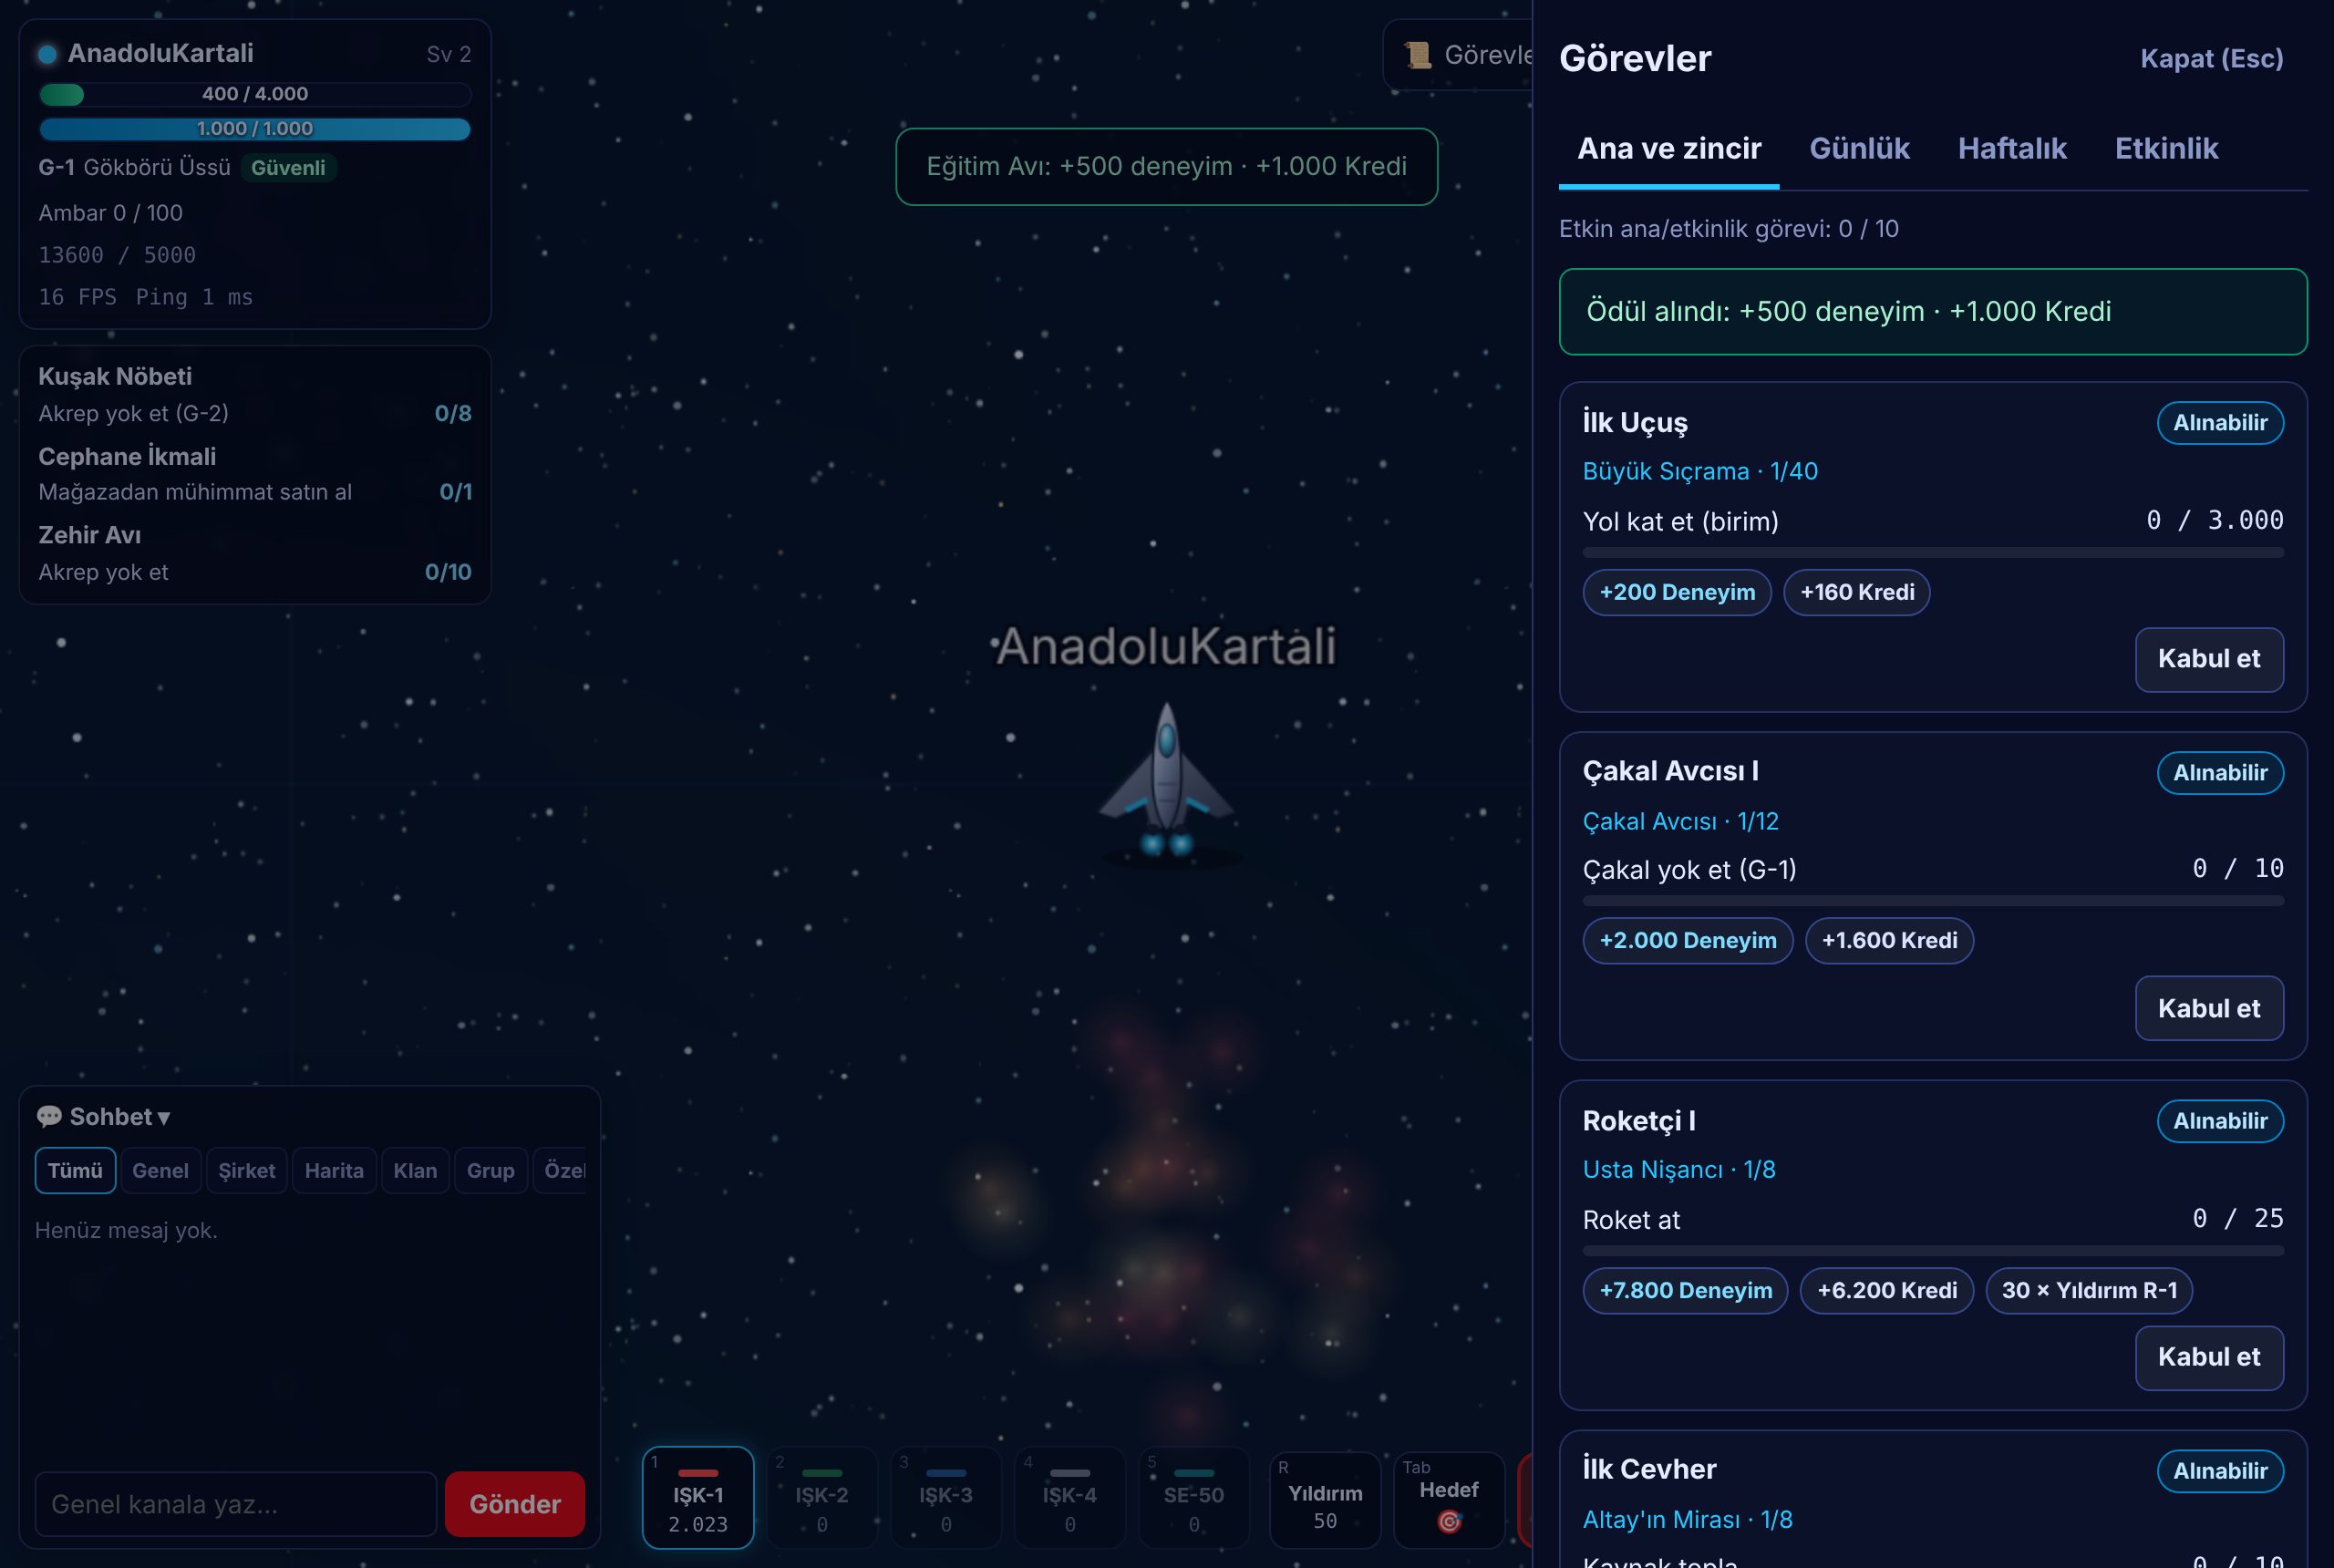 AnadoluKartali Sv 2
400 / 4.000
1.000 / 1.000
G-1 Gökbörü Üssü Güvenli
Ambar 0 / 100
13600 / 5000
16 FPS Ping 1 ms
Kuşak Nöbeti
Akrep yok et (G-2) 0/8
Cephane İkmali
Mağazadan mühimmat satın al 0/1
Zehir Avı
Akrep yok et 0/10
Eğitim Avı: +500 deneyim · +1.000 Kredi
AnadoluKartali
💬 Sohbet ▾
Tümü Genel Şirket Harita Klan Grup Özel
Henüz mesaj yok.
Genel kanala yaz... Gönder
1 IŞK-1 2.023
2 IŞK-2 0
3 IŞK-3 0
4 IŞK-4 0
5 SE-50 0
R Yıldırım 50
Tab Hedef 🎯
📜 Görevle
Görevler Kapat (Esc)
Ana ve zincir Günlük Haftalık Etkinlik
Etkin ana/etkinlik görevi: 0 / 10
Ödül alındı: +500 deneyim · +1.000 Kredi
İlk Uçuş Alınabilir
Büyük Sıçrama · 1/40
Yol kat et (birim) 0 / 3.000
+200 Deneyim +160 Kredi
Kabul et
Çakal Avcısı I Alınabilir
Çakal Avcısı · 1/12
Çakal yok et (G-1) 0 / 10
+2.000 Deneyim +1.600 Kredi
Kabul et
Roketçi I Alınabilir
Usta Nişancı · 1/8
Roket at 0 / 25
+7.800 Deneyim +6.200 Kredi 30 × Yıldırım R-1
Kabul et
İlk Cevher Alınabilir
Altay'ın Mirası · 1/8
Kaynak topla 0 / 10